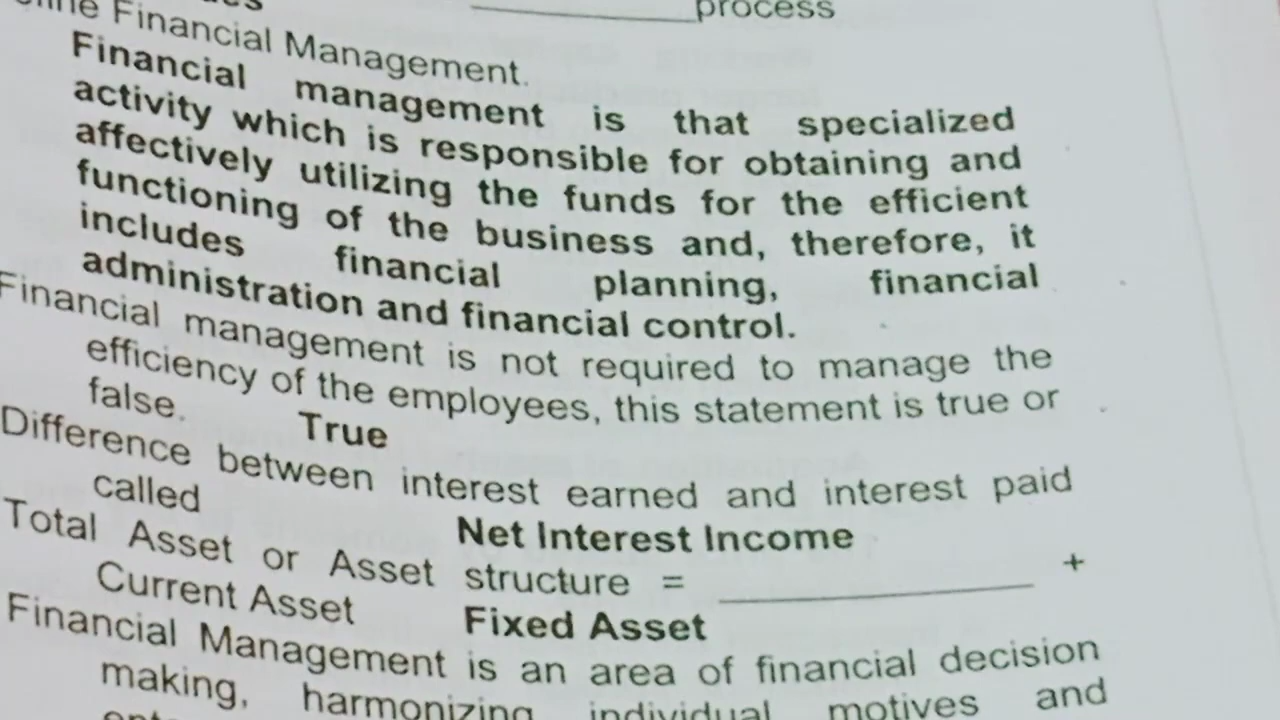 process
Financial Management.
Financial management is that specialized
activity which is responsible for obtaining and
affectively utilizing the funds for the efficient
functioning of the business and, therefore, it
includes financial planning, financial
administration and financial control.
Financial management is not required to manage the
efficiency of the employees, this statement is true or
false. True
Difference between interest earned and interest paid
called
Net Interest Income
Total Asset or Asset structure = __________ +
Current Asset
Fixed Asset
Financial Management is an area of financial decision
making, harmonizing individual motives and